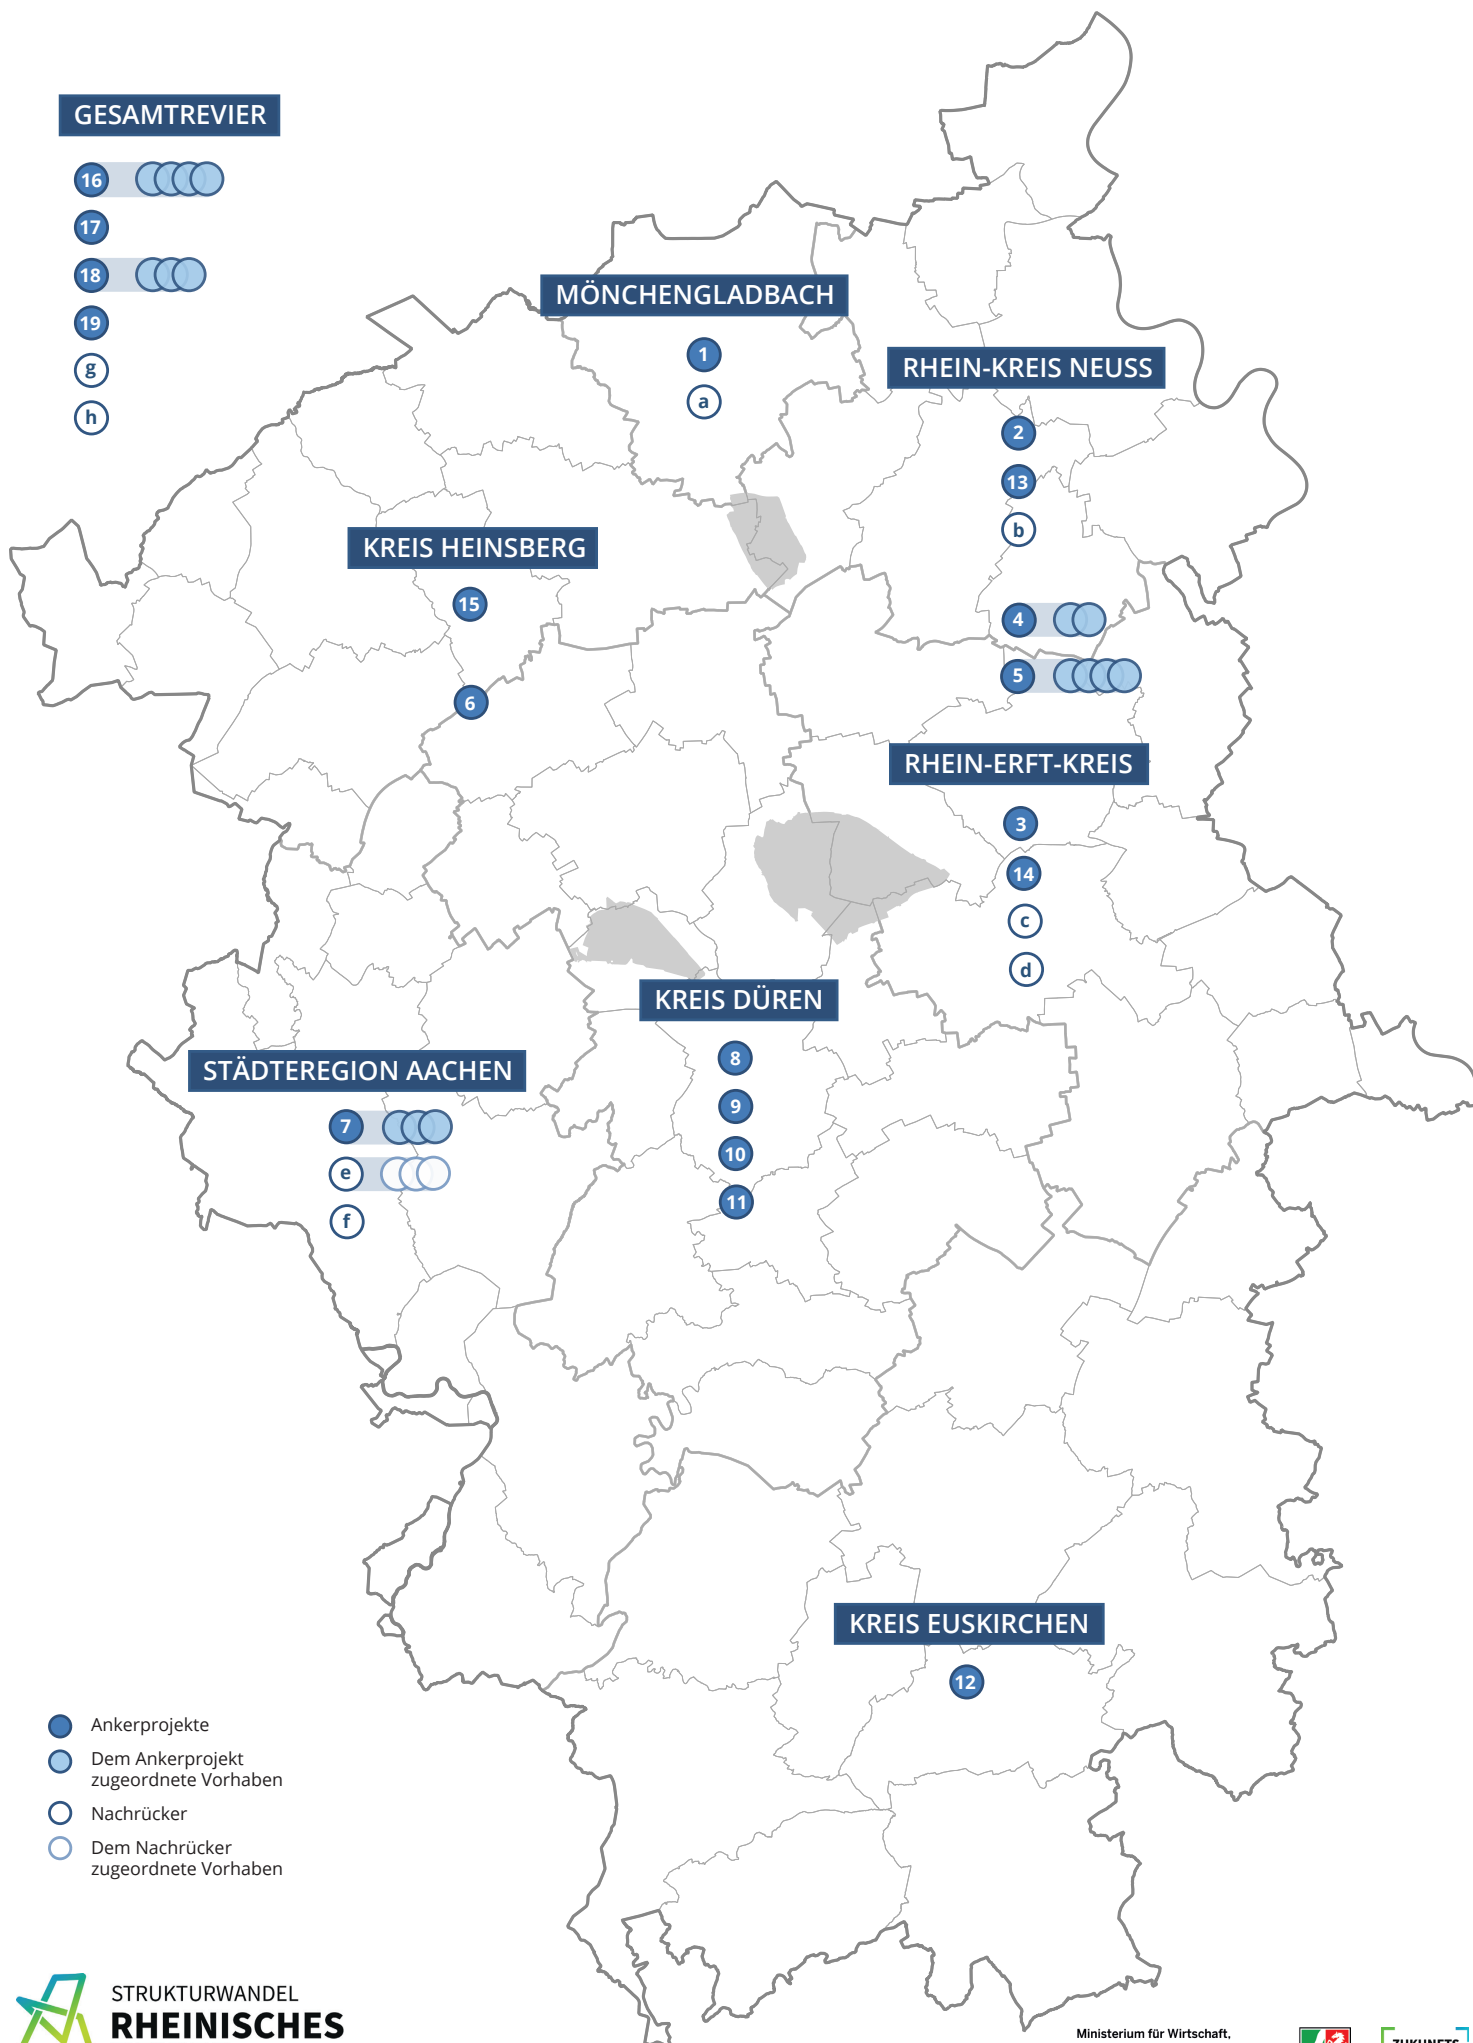 GESAMTREVIER
16
17
18
19
g
h
MÖNCHENGLADBACH
1
a
RHEIN-KREIS NEUSS
2
13
b
4
5
KREIS HEINSBERG
15
6
RHEIN-ERFT-KREIS
3
14
c
d
KREIS DÜREN
8
9
10
11
STÄDTEREGION AACHEN
7
e
f
KREIS EUSKIRCHEN
12
Ankerprojekte
Dem Ankerprojekt
zugeordnete Vorhaben
Nachrücker
Dem Nachrücker
zugeordnete Vorhaben
STRUKTURWANDEL
RHEINISCHES
Ministerium für Wirtschaft,